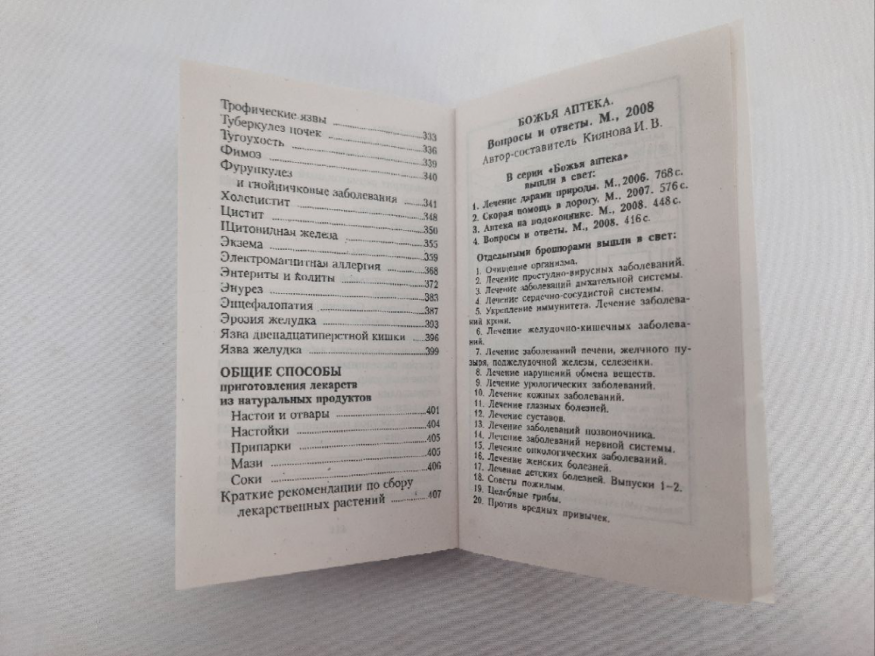 Трофические язвы 333
Туберкулез почек 336
Тугоухость 339
Фимоз 340
Фурункулез
и гнойничковые заболевания 341
Холецистит 348
Цистит 350
Щитовидная железа 355
Экзема 359
Электромагнитная аллергия 368
Энтериты и колиты 372
Энурез 383
Энцефалопатия 387
Эрозия желудка 393
Язва двенадцатиперстной кишки 396
Язва желудка 399
ОБЩИЕ СПОСОБЫ
приготовления лекарств
из натуральных продуктов
Настои и отвары 401
Настойки 404
Припарки 405
Мази 405
Соки 406
Краткие рекомендации по сбору
лекарственных растений 407
БОЖЬЯ АПТЕКА.
Вопросы и ответы. М., 2008
Автор-составитель Киянова И. В.
В серии «Божья аптека»
вышли в свет:
1. Лечение дарами природы. М., 2006. 768 с.
2. Скорая помощь в дорогу. М., 2007. 576 с.
3. Аптека на подоконнике. М., 2008. 448 с.
4. Вопросы и ответы. М., 2008. 416 с.
Отдельными брошюрами вышли в свет:
1. Очищение организма.
2. Лечение простудно-вирусных заболеваний.
3. Лечение заболеваний дыхательной системы.
4. Лечение сердечно-сосудистой системы.
5. Укрепление иммунитета. Лечение заболева-
ний крови.
6. Лечение желудочно-кишечных заболева-
ний.
7. Лечение заболеваний печени, желчного пу-
зыря, поджелудочной железы, селезенки.
8. Лечение нарушений обмена веществ.
9. Лечение урологических заболеваний.
10. Лечение кожных заболеваний.
11. Лечение глазных болезней.
12. Лечение суставов.
13. Лечение заболеваний позвоночника.
14. Лечение заболеваний нервной системы.
15. Лечение онкологических заболеваний.
16. Лечение женских болезней.
17. Лечение детских болезней. Выпуски 1–2.
18. Советы пожилым.
19. Целебные грибы.
20. Против вредных привычек.